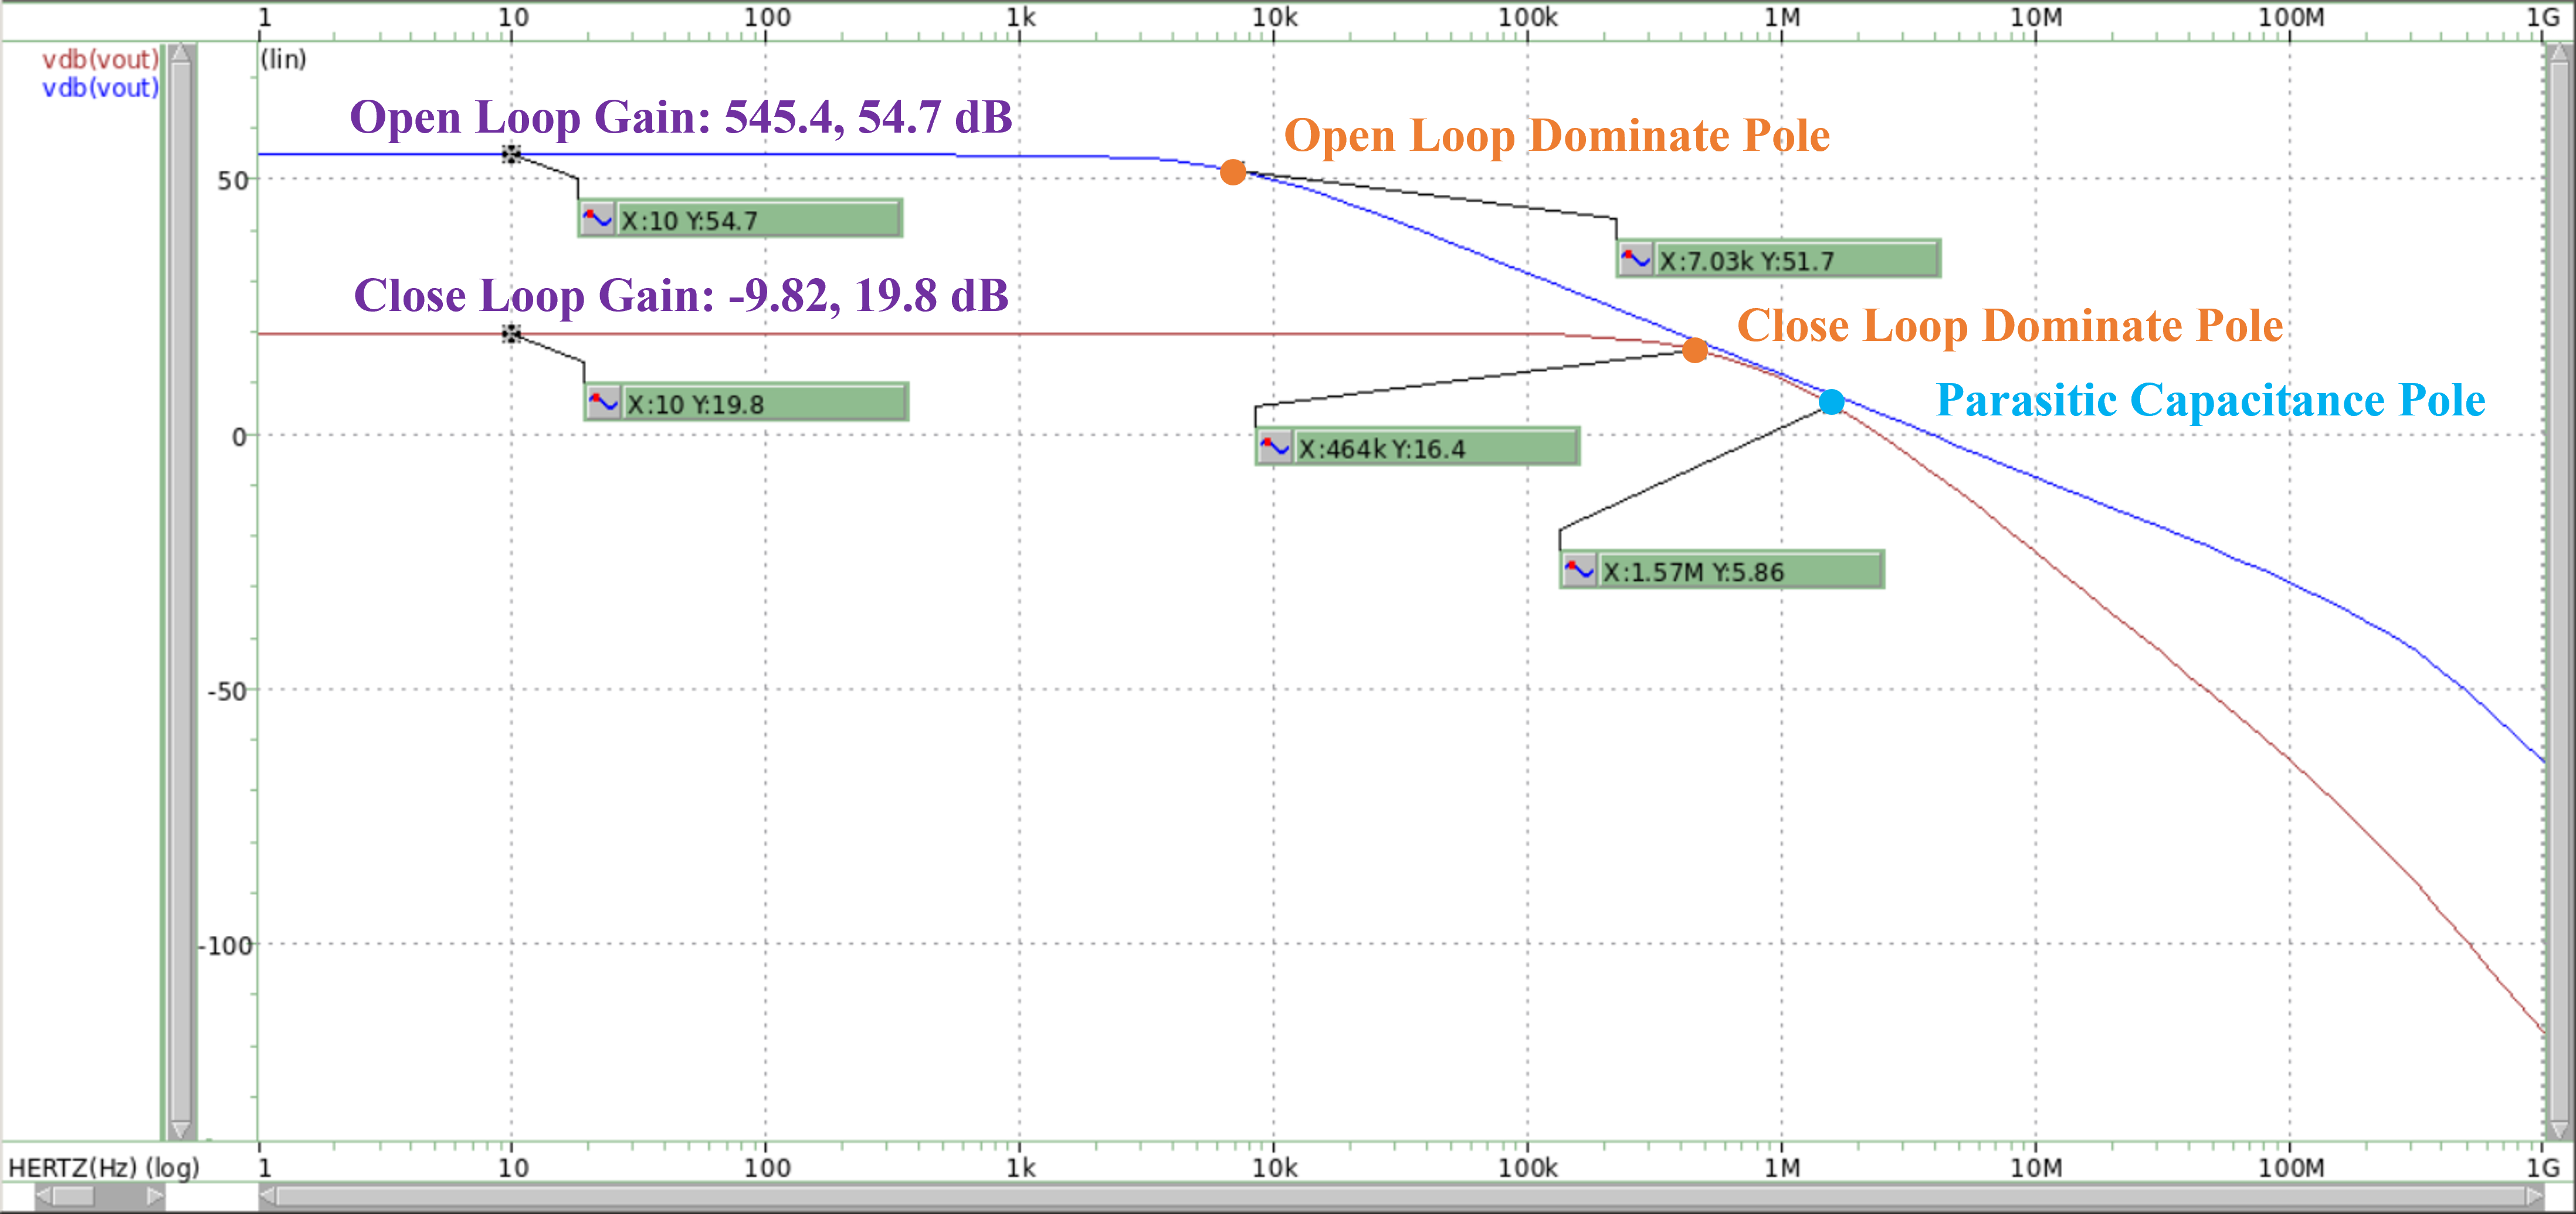 1 10 100 1k 10k 100k 1M 10M 100M 1G
vdb(vout)
vdb(vout)
(lin)
Open Loop Gain: 545.4, 54.7 dB
Open Loop Dominate Pole
50
X:10 Y:54.7
X:7.03k Y:51.7
Close Loop Gain: -9.82, 19.8 dB
Close Loop Dominate Pole
X:10 Y:19.8
Parasitic Capacitance Pole
0
X:464k Y:16.4
X:1.57M Y:5.86
-50
-100
HERTZ(Hz) (log) 1 10 100 1k 10k 100k 1M 10M 100M 1G